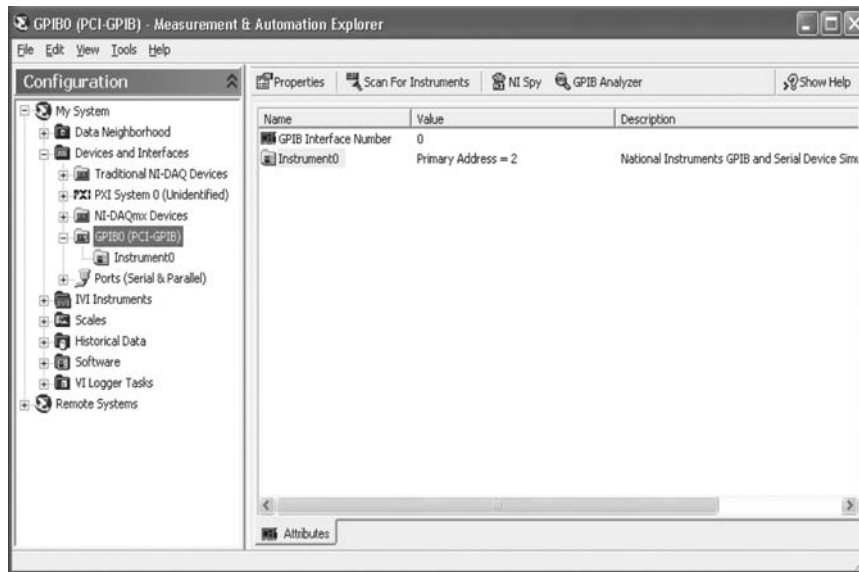 GPIB0 (PCI-GPIB) - Measurement & Automation Explorer
File Edit View Tools Help
Configuration
My System
Data Neighborhood
Devices and Interfaces
Traditional NI-DAQ Devices
PXI PXI System 0 (Unidentified)
NI-DAQmx Devices
GPIB0 (PCI-GPIB)
Instrument0
Ports (Serial & Parallel)
IVI Instruments
Scales
Historical Data
Software
VI Logger Tasks
Remote Systems
Properties Scan For Instruments NI Spy GPIB Analyzer Show Help
Name Value Description
GPIB Interface Number 0
Instrument0 Primary Address = 2 National Instruments GPIB and Serial Device Simu
Attributes